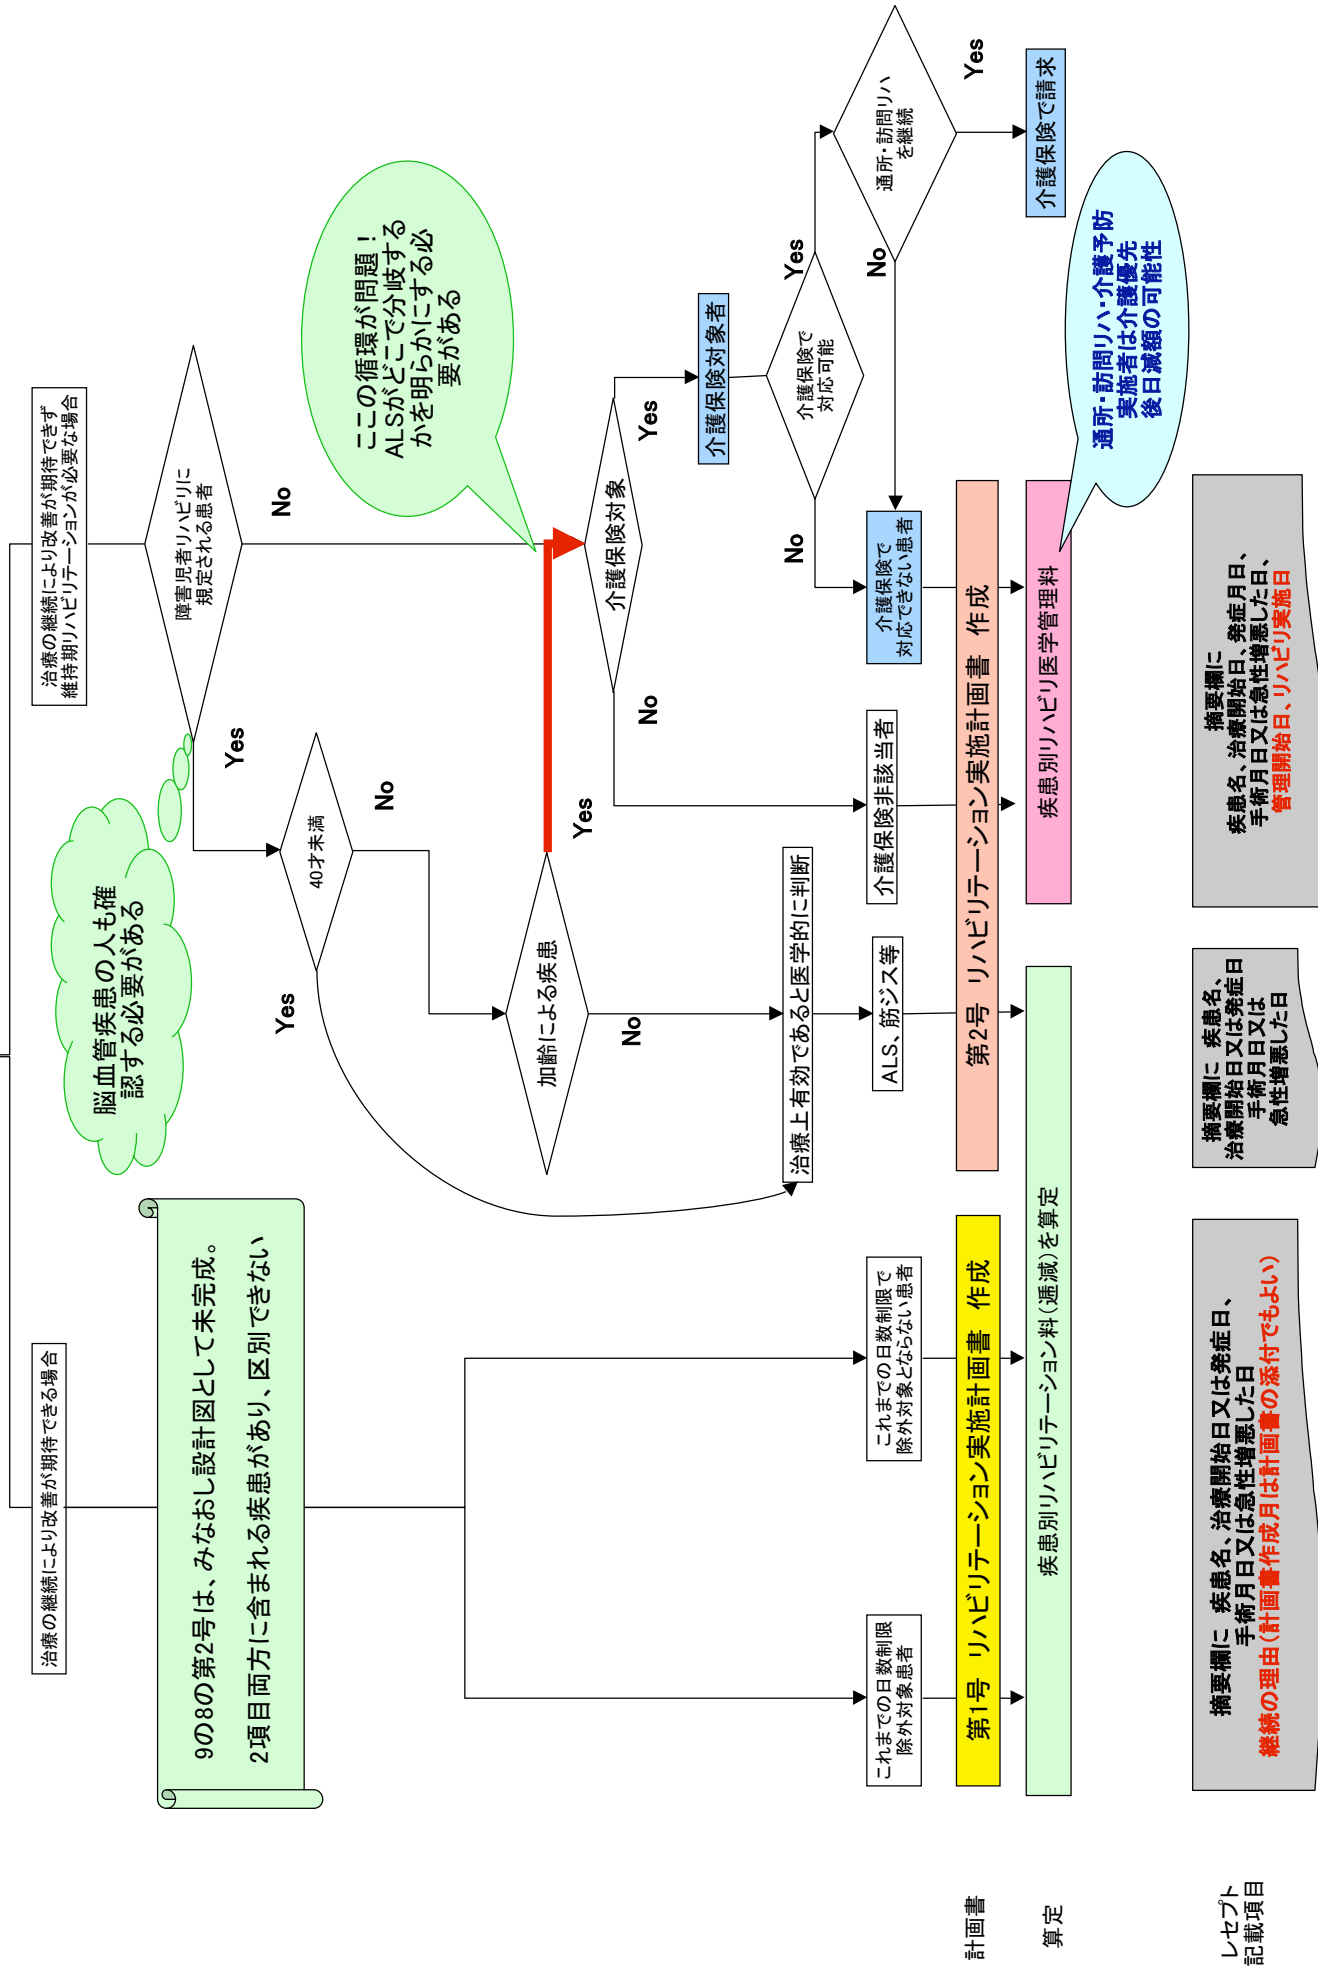 治療の継続により改善が期待できる場合
治療の継続により改善が期待できず
維持期リハビリテーションが必要な場合
9の8の第2号は、みなおし設計図として未完成。
2項目両方に含まれる疾患があり、区別できない
脳血管疾患の人も確
認する必要がある
障害児者リハビリに
規定される患者
Yes
No
40才未満
Yes
No
ここの循環が問題！
ALSがどこで分岐する
かを明らかにする必
要がある
加齢による疾患
Yes
No
介護保険対象
Yes
No
介護保険対象者
介護保険で
対応可能
Yes
No
通所・訪問リハ
を継続
Yes
No
治療上有効であると医学的に判断
これまでの日数制限
除外対象患者
これまでの日数制限で
除外対象とならない患者
ALS、筋ジス等
介護保険非該当者
介護保険で
対応できない患者
計画書
第1号　リハビリテーション実施計画書　作成
第2号　リハビリテーション実施計画書　作成
算定
疾患別リハビリテーション料（逓減）を算定
疾患別リハビリ医学管理料
介護保険で請求
通所・訪問リハ・介護予防
実施者は介護優先
後日減額の可能性
レセプト
記載項目
摘要欄に　疾患名、治療開始日又は発症日、
手術月日又は急性増悪した日
継続の理由（計画書作成月は計画書の添付でもよい）
摘要欄に　疾患名、
治療開始日又は発症日
手術月日又は
急性増悪した日
摘要欄に
疾患名、治療開始日、発症月日、
手術月日又は急性増悪した日、
管理開始日、リハビリ実施日